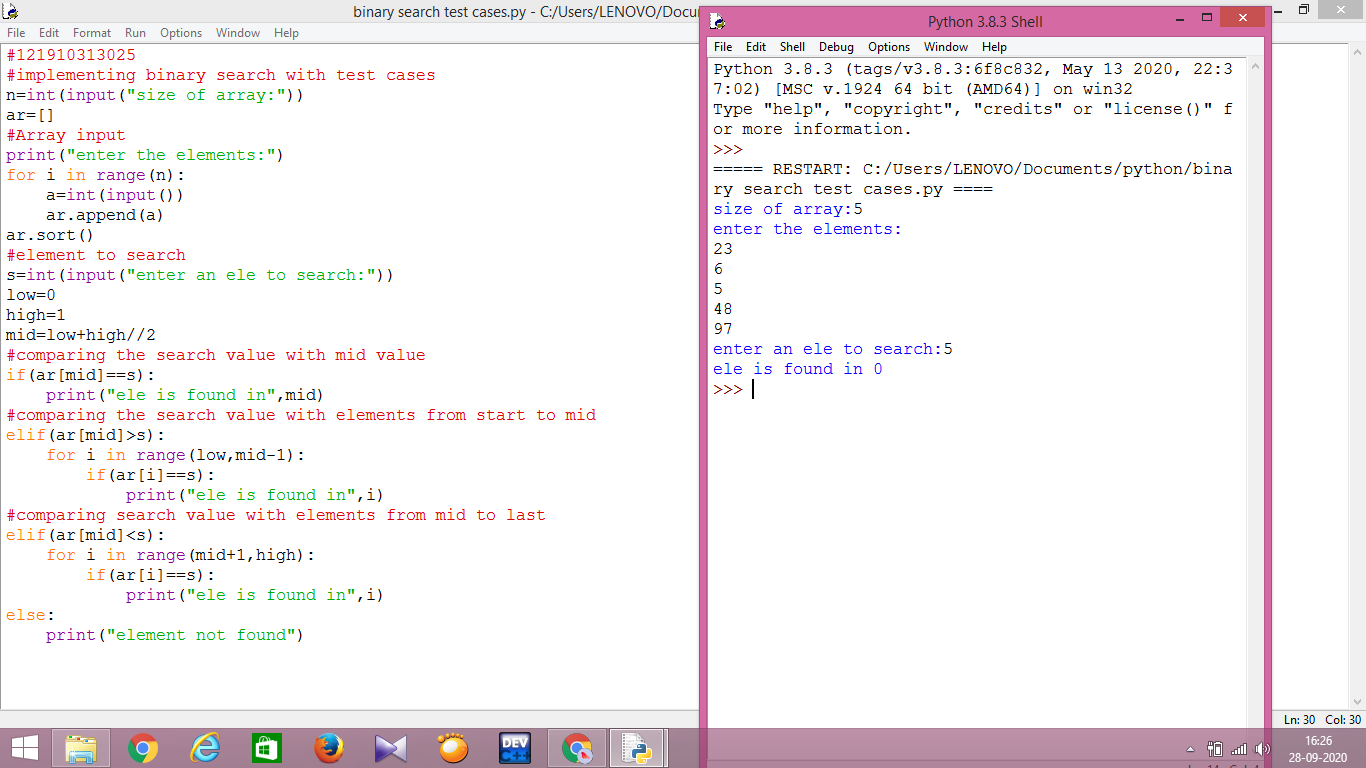 binary search test cases.py - C:/Users/LENOVO/Docu
File Edit Format Run Options Window Help
#121910313025
#implementing binary search with test cases
n=int(input("size of array:"))
ar=[]
#Array input
print("enter the elements:")
for i in range(n):
    a=int(input())
    ar.append(a)
ar.sort()
#element to search
s=int(input("enter an ele to search:"))
low=0
high=1
mid=low+high//2
#comparing the search value with mid value
if(ar[mid]==s):
    print("ele is found in",mid)
#comparing the search value with elements from start to mid
elif(ar[mid]>s):
    for i in range(low,mid-1):
        if(ar[i]==s):
            print("ele is found in",i)
#comparing search value with elements from mid to last
elif(ar[mid]<s):
    for i in range(mid+1,high):
        if(ar[i]==s):
            print("ele is found in",i)
else:
    print("element not found")
Python 3.8.3 Shell
File Edit Shell Debug Options Window Help
Python 3.8.3 (tags/v3.8.3:6f8c832, May 13 2020, 22:3
7:02) [MSC v.1924 64 bit (AMD64)] on win32
Type "help", "copyright", "credits" or "license()" f
or more information.
>>>
===== RESTART: C:/Users/LENOVO/Documents/python/bina
ry search test cases.py ====
size of array:5
enter the elements:
23
6
5
48
97
enter an ele to search:5
ele is found in 0
>>>
Ln: 30 Col: 30
DEV
C++
16:26
28-09-2020